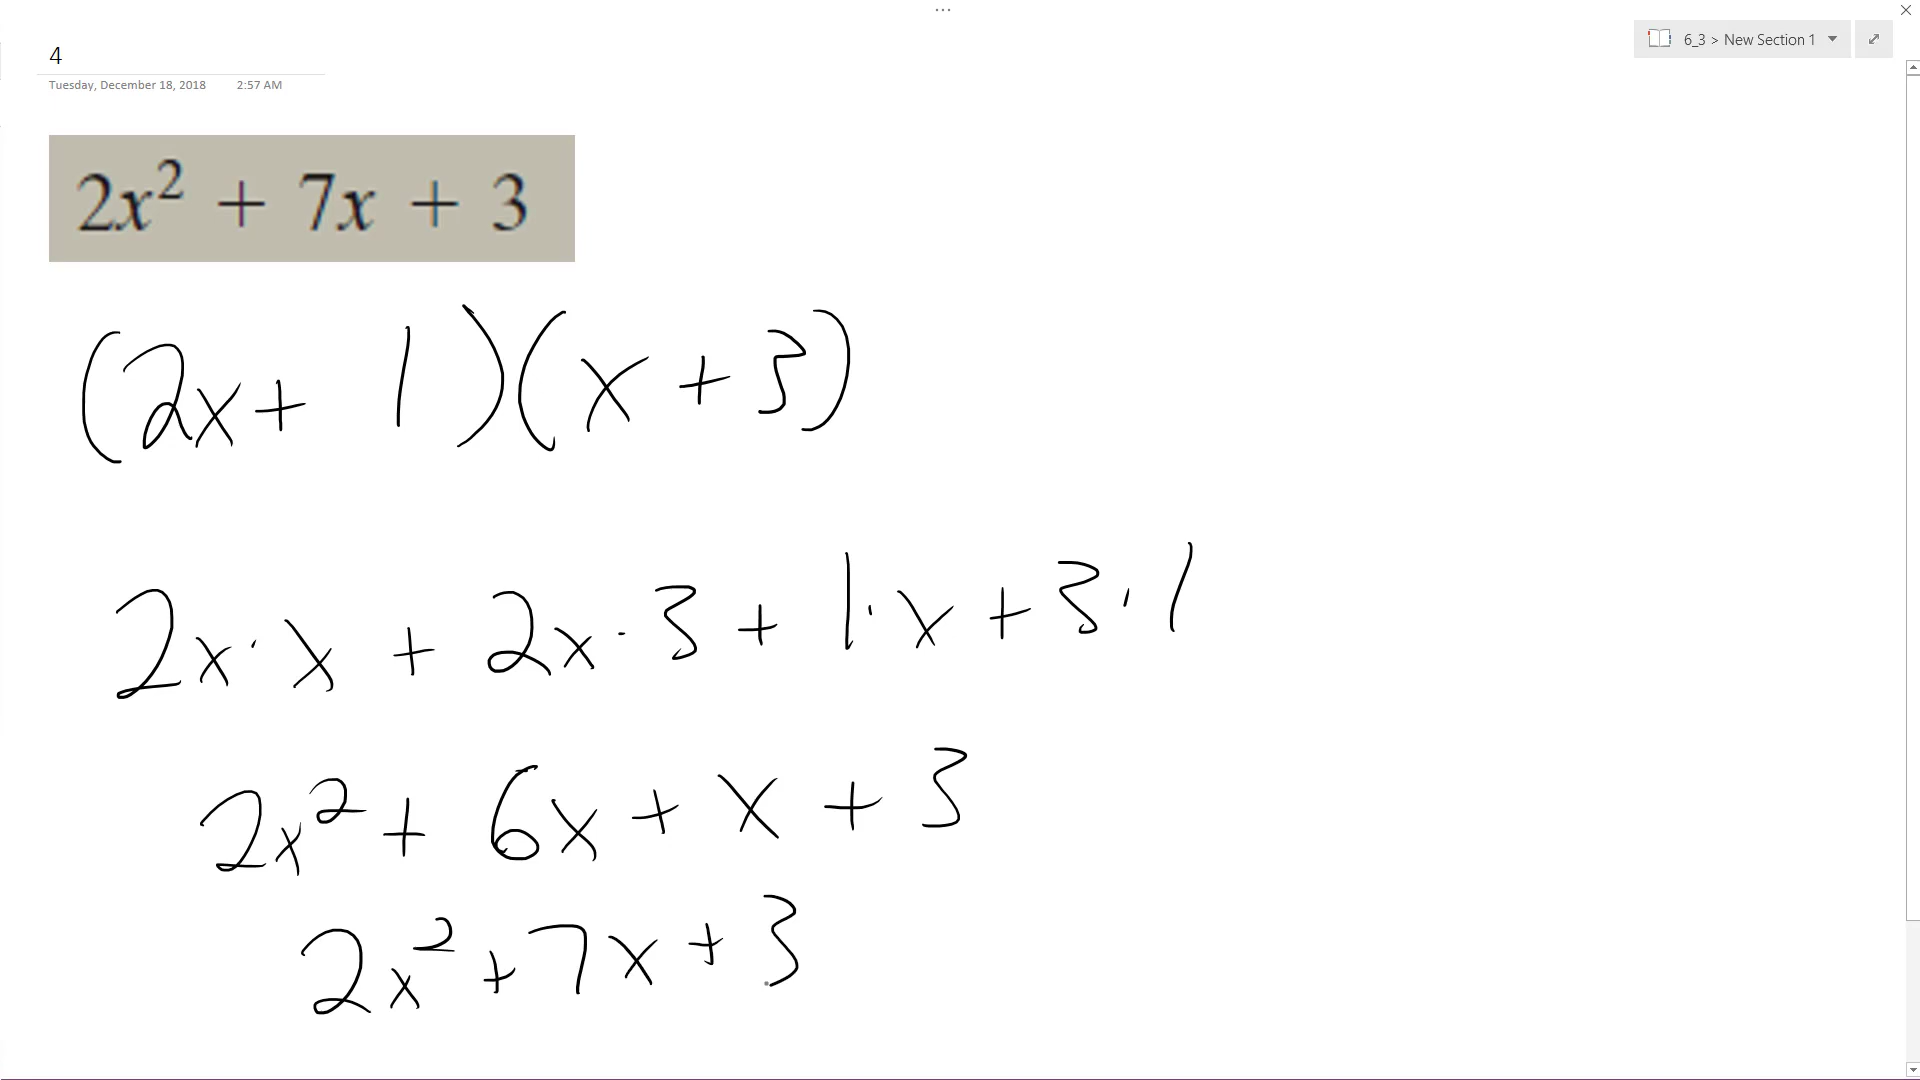 ...
6_3 > New Section 1
4
Tuesday, December 18, 2018 2:57 AM
2x² + 7x + 3
(2x + 1)(x + 3)
2x · x + 2x · 3 + 1 · x + 3 · 1
2x² + 6x + x + 3
2x² + 7x + 3